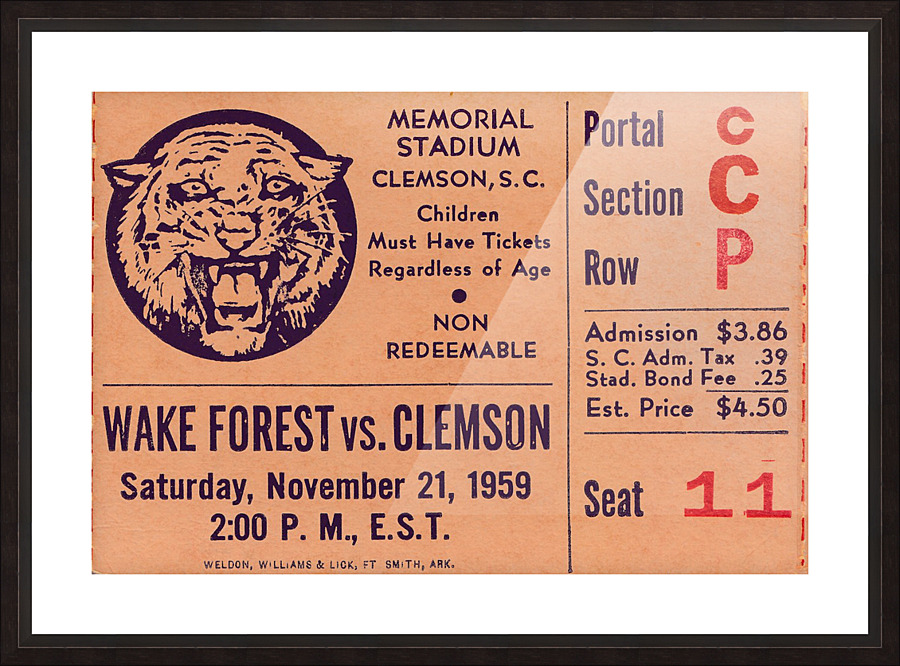 MEMORIAL
STADIUM
CLEMSON, S.C.
Children
Must Have Tickets
Regardless of Age
NON
REDEEMABLE
WAKE FOREST vs. CLEMSON
Saturday, November 21, 1959
2:00 P. M., E.S.T.
WELDON, WILLIAMS & LICK, FT SMITH, ARK.
Portal C
Section C
Row P
Admission $3.86
S. C. Adm. Tax .39
Stad. Bond Fee .25
Est. Price $4.50
Seat 11